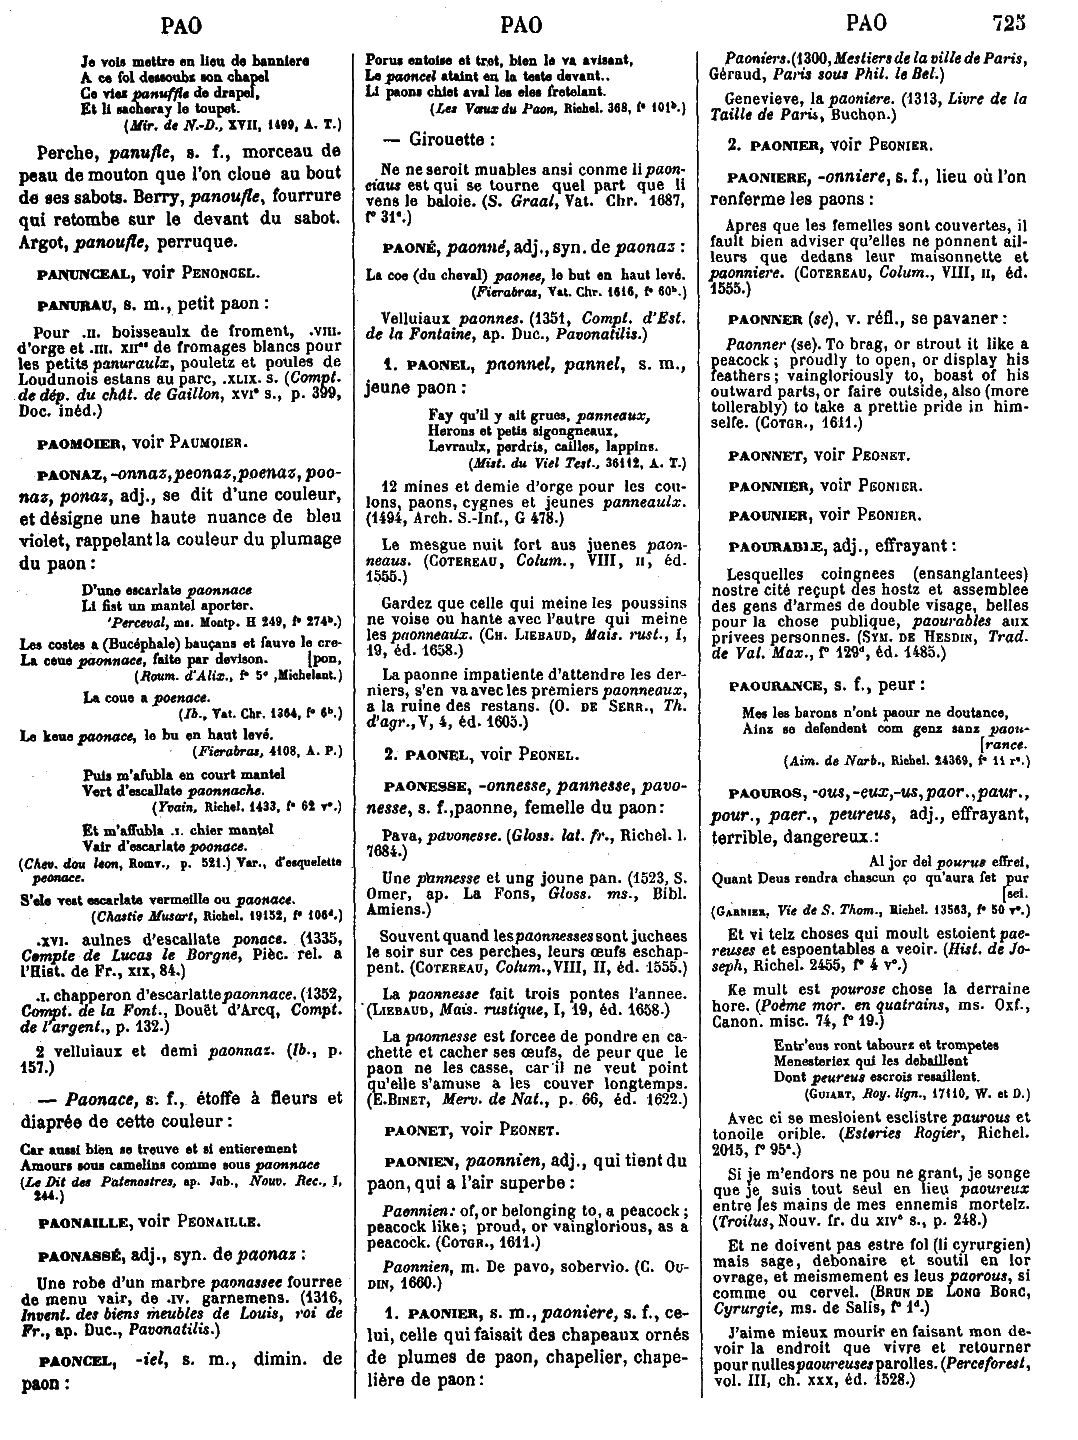 PAO
PAO
PAO
725
Je vois mettre en lieu de banniere
A ce fol dessoubz son chapel
Ce vies panuffle de drapel,
Et li sacheray le toupet.
(Mir. de N.-D., XVII, 1499, A. T.)
Perche, panufle, s. f., morceau de
peau de mouton que l'on cloue au bout
de ses sabots. Berry, panoufle, fourrure
qui retombe sur le devant du sabot.
Argot, panoufle, perruque.
PANUNCEAL, voir PENONCEL.
PANURAU, s. m., petit paon :
Pour .II. boisseaulx de froment, .VIII.
d'orge et .III. XIIes de fromages blancs pour
les petits panuraulx, pouletz et poules de
Loudunois estans au parc, .XLIX. s. (Compt.
de dép. du chât. de Gaillon, XVIe s., p. 399,
Doc. inéd.)
PAOMOIER, voir PAUMOIER.
PAONAZ, -onnaz, peonaz, poenaz, poo-
naz, ponaz, adj., se dit d'une couleur,
et désigne une haute nuance de bleu
violet, rappelant la couleur du plumage
du paon :
D'une escarlate paonnace
Li fist un mantel aporter.
(Perceval, ms. Montp. H 249, f° 274b.)
Les costes a (Bucéphale) bauçans et fauve le cre-
La ceue paonnace, faite par devison. [pon,
(Roum. d'Alix., f° 5e, Michelant.)
La coue a poenace.
(Ib., Vat. Chr. 1364, f° 6b.)
Le keue paonace, le bu en haut levé.
(Fierabras, 4108, A. P.)
Puis m'afubla en court mantel
Vert d'escallate paonnache.
(Yvain, Richel. 1433, f° 62 v°.)
Et m'affubla .I. chier mantel
Vair d'escarlate poonace.
(Chev. dou leon, Romv., p. 521.) Var., d'esquelette
peonace.
S'ele vest escarlate vermeille ou paonace.
(Chastie Musart, Richel. 19152, f° 106d.)
.XVI. aulnes d'escallate ponace. (1335,
Compte de Lucas le Borgne, Pièc. rel. a
l'Hist. de Fr., XIX, 84.)
.I. chapperon d'escarlatte paonnace. (1352,
Compt. de la Font., Douët d'Arcq, Compt.
de l'argent., p. 132.)
2 velluiaux et demi paonnaz. (Ib., p.
157.)
— Paonace, s. f., étoffe à fleurs et
diaprée de cette couleur :
Car aussi bien se treuve et si entierement
Amours sous camelins comme sous paonnace
(Le Dit des Patenostres, ap. Jub., Nouv. Rec., I,
244.)
PAONAILLE, voir PEONAILLE.
PAONASSÉ, adj., syn. de paonaz :
Une robe d'un marbre paonassee fourree
de menu vair, de .IV. garnemens. (1316,
Invent. des biens meubles de Louis, roi de
Fr., ap. Duc., Pavonatilis.)
PAONCEL, -iel, s. m., dimin. de
paon :
Porus entoise et tret, bien le va avisant,
Le paoncel ataint en la teste devant..
Li paons chiet aval les eles fretelant.
(Les Vœux du Paon, Richel. 368, f° 101b.)
— Girouette :
Ne ne seroit muables ansi conme li paon-
ciaus est qui se tourne quel part que li
vens le baloie. (S. Graal, Vat. Chr. 1687,
f° 31e.)
PAONÉ, paonné, adj., syn. de paonaz :
La coe (du cheval) paonee, le but en haut levé.
(Fierabras, Vat. Chr. 1616, f° 60b.)
Velluiaux paonnes. (1351, Compt. d'Est.
de la Fontaine, ap. Duc., Pavonatilis.)
1. PAONEL, paonnel, pannel, s. m.,
jeune paon :
Fay qu'il y ait grues, panneaux,
Herons et petis sigongneaux,
Levraulx, perdris, cailles, lappins.
(Mist. du Viel Test., 36112, A. T.)
12 mines et demie d'orge pour les cou-
lons, paons, cygnes et jeunes panneaulx.
(1494, Arch. S.-Inf., G 478.)
Le mesgue nuit fort aus juenes paon-
neaus. (COTEREAU, Colum., VIII, II, éd.
1555.)
Gardez que celle qui meine les poussins
ne voise ou hante avec l'autre qui meine
les paonneaux. (CH. LIEBAUD, Mais. rust., I,
19, éd. 1658.)
La paonne impatiente d'attendre les der-
niers, s'en va avec les premiers paonneaux,
a la ruine des restans. (O. DE SERR., Th.
d'agr., V, 4, éd. 1605.)
2. PAONEL, voir PEONEL.
PAONESSE, -onnesse, pannesse, pavo-
nesse, s. f., paonne, femelle du paon :
Pava, pavonesse. (Gloss. lat. fr., Richel. l.
7684.)
Une pannesse et ung joune pan. (1523, S.
Omer, ap. La Fons, Gloss. ms., Bibl.
Amiens.)
Souvent quand les paonnesses sont juchees
le soir sur ces perches, leurs œufs eschap-
pent. (COTEREAU, Colum., VIII, II, éd. 1555.)
La paonnesse fait trois pontes l'annee.
(LIEBAUD, Mais. rustique, I, 19, éd. 1658.)
La paonnesse est forcee de pondre en ca-
chette et cacher ses œufs, de peur que le
paon ne les casse, car il ne veut point
qu'elle s'amuse a les couver longtemps.
(E. BINET, Merv. de Nat., p. 66, éd. 1622.)
PAONET, voir PEONET.
PAONIEN, paonnien, adj., qui tient du
paon, qui a l'air superbe :
Paennien: of, or belonging to, a peacock ;
peacock like; proud, or vainglorious, as a
peacock. (COTGR., 1611.)
Paonnien, m. De pavo, sobervio. (C. OU-
DIN, 1660.)
1. PAONIER, s. m., paoniere, s. f., ce-
lui, celle qui faisait des chapeaux ornés
de plumes de paon, chapelier, chape-
lière de paon :
Paoniers. (1300, Mestiers de la ville de Paris,
Géraud, Paris sous Phil. le Bel.)
Genevieve, la paoniere. (1313, Livre de la
Taille de Paris, Buchon.)
2. PAONIER, voir PEONIER.
PAONIERE, -onniere, s. f., lieu où l'on
renferme les paons :
Apres que les femelles sont couvertes, il
fault bien adviser qu'elles ne ponnent ail-
leurs que dedans leur maisonnette et
paonniere. (COTEREAU, Colum., VIII, II, éd.
1555.)
PAONNER (se), v. réfl., se pavaner :
Paonner (se). To brag, or strout it like a
peacock ; proudly to open, or display his
feathers ; vaingloriously to, boast of his
outward parts, or faire outside, also (more
tollerably) to take a prettie pride in him-
selfe. (COTGR., 1611.)
PAONNET, voir PEONET.
PAONNIER, voir PEONIER.
PAOUNIER, voir PEONIER.
PAOURABLE, adj., effrayant :
Lesquelles coingnees (ensanglantees)
nostre cité reçupt des hostz et assemblee
des gens d'armes de double visage, belles
pour la chose publique, paourables aux
privees personnes. (SYM. DE HESDIN, Trad.
de Val. Max., f° 129d, éd. 1485.)
PAOURANCE, s. f., peur :
Mes les barons n'ont paour ne doutance,
Ainz se defendent com genz sanz paou-
[rance.
(Aim. de Narb., Richel. 24369, f° 11 r°.)
PAOUROS, -ous, -eux, -us, paor., paur.,
pour., paer., peureus, adj., effrayant,
terrible, dangereux :
Al jor del pourus effrei,
Quant Deus rendra chascun ço qu'aura fet pur
[sei.
(GARNIER, Vie de S. Thom., Richel. 13563, f° 50 v°.)
Et vi telz choses qui moult estoient pae-
reuses et espoentables a veoir. (Hist. de Jo-
seph, Richel. 2455, f° 4 v°.)
Ke mult est pourose chose la derraine
hore. (Poème mor. en quatrains, ms. Oxf.,
Canon. misc. 74, f° 19.)
Entr'eus ront tabourz et trompetes
Menesteriex qui les debaillent
Dont peureus escrois resaillent.
(GUIART, Roy. lign., 17110, W. et D.)
Avec ci se mesloient esclistre paurous et
tonoile orible. (Esteries Rogier, Richel.
2015, f° 95a.)
Si je m'endors ne pou ne grant, je songe
que je suis tout seul en lieu paoureux
entre les mains de mes ennemis mortelz.
(Troilus, Nouv. fr. du XIVe s., p. 248.)
Et ne doivent pas estre fol (li cyrurgien)
mais sage, debonaire et soutil en lor
ovrage, et meismement es leus paorous, si
comme ou cervel. (BRUN DE LONG BORC,
Cyrurgie, ms. de Salis, f° 1d.)
J'aime mieux mourir en faisant mon de-
voir la endroit que vivre et retourner
pour nulles paoureuses parolles. (Perceforest,
vol. III, ch. XXX, éd. 1528.)